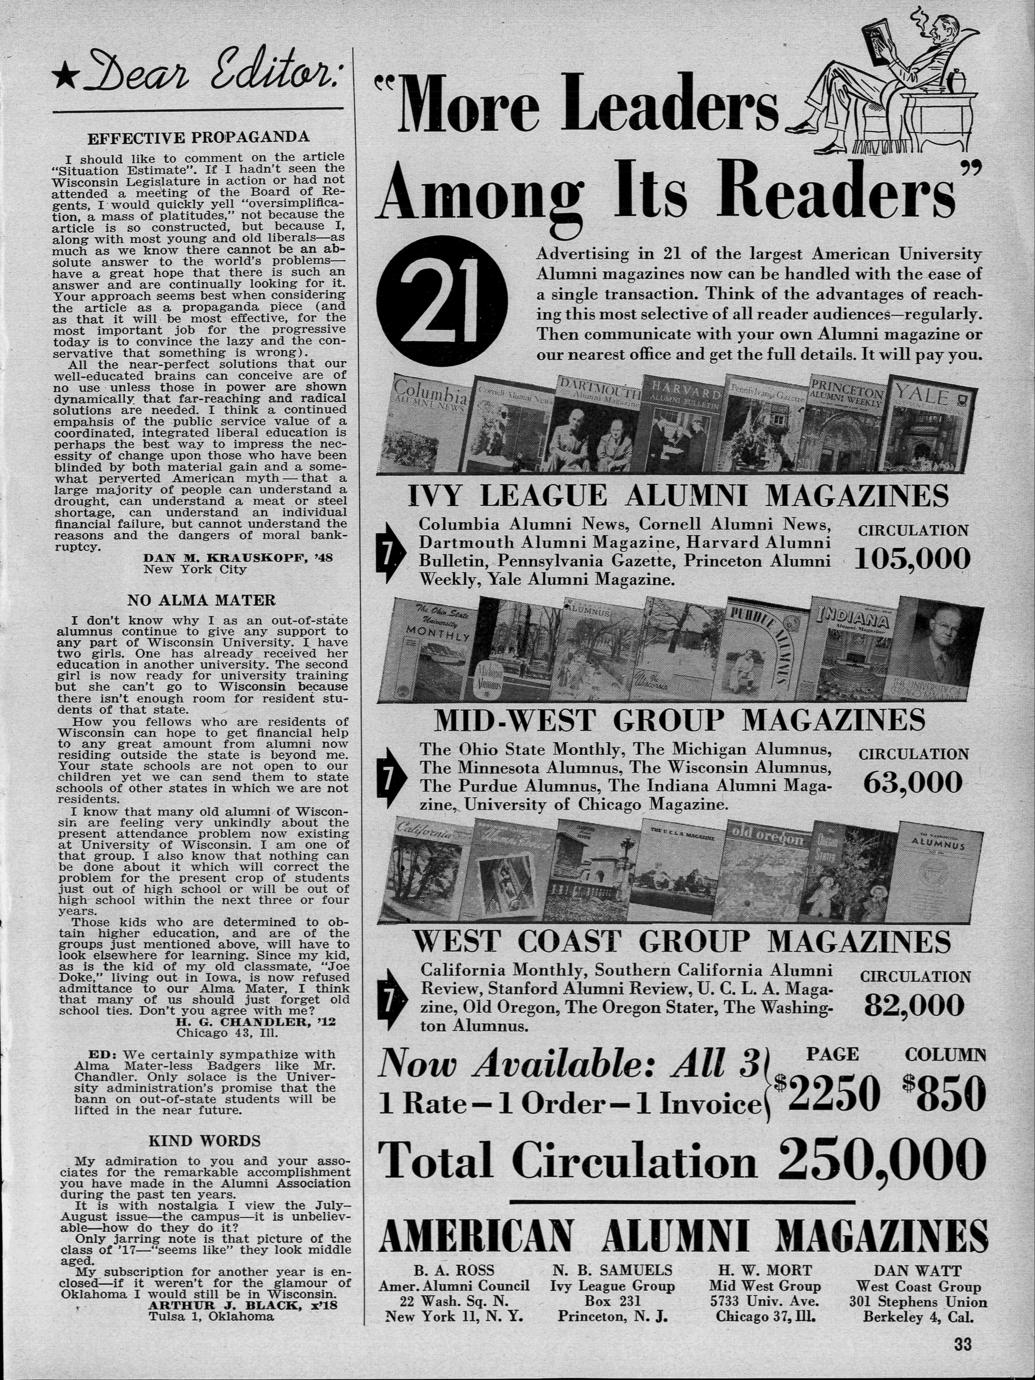 ★ Dear Editor:
EFFECTIVE PROPAGANDA
I should like to comment on the article
"Situation Estimate". If I hadn't seen the
Wisconsin Legislature in action or had not
attended a meeting of the Board of Re-
gents, I would quickly yell "oversimplifica-
tion, a mass of platitudes," not because the
article is so constructed, but because I,
along with most young and old liberals—as
much as we know there cannot be an ab-
solute answer to the world's problems—
have a great hope that there is such an
answer and are continually looking for it.
Your approach seems best when considering
the article as a propaganda piece (and
as that it will be most effective, for the
most important job for the progressive
today is to convince the lazy and the con-
servative that something is wrong).
All the near-perfect solutions that our
well-educated brains can conceive are of
no use unless those in power are shown
dynamically that far-reaching and radical
solutions are needed. I think a continued
empahsis of the public service value of a
coordinated, integrated liberal education is
perhaps the best way to impress the nec-
essity of change upon those who have been
blinded by both material gain and a some-
what perverted American myth—that a
large majority of people can understand a
drought, can understand a meat or steel
shortage, can understand an individual
financial failure, but cannot understand the
reasons and the dangers of moral bank-
ruptcy.
DAN M. KRAUSKOPF, '48
New York City
NO ALMA MATER
I don't know why I as an out-of-state
alumnus continue to give any support to
any part of Wisconsin University. I have
two girls. One has already received her
education in another university. The second
girl is now ready for university training
but she can't go to Wisconsin because
there isn't enough room for resident stu-
dents of that state.
How you fellows who are residents of
Wisconsin can hope to get financial help
to any great amount from alumni now
residing outside the state is beyond me.
Your state schools are not open to our
children yet we can send them to state
schools of other states in which we are not
residents.
I know that many old alumni of Wiscon-
sin are feeling very unkindly about the
present attendance problem now existing
at University of Wisconsin. I am one of
that group. I also know that nothing can
be done about it which will correct the
problem for the present crop of students
just out of high school or will be out of
high school within the next three or four
years.
Those kids who are determined to ob-
tain higher education, and are of the
groups just mentioned above, will have to
look elsewhere for learning. Since my kid,
as is the kid of my old classmate, "Joe
Doke," living out in Iowa, is now refused
admittance to our Alma Mater, I think
that many of us should just forget old
school ties. Don't you agree with me?
H. G. CHANDLER, '12
Chicago 43, Ill.
ED: We certainly sympathize with
Alma Mater-less Badgers like Mr.
Chandler. Only solace is the Univer-
sity administration's promise that the
bann on out-of-state students will be
lifted in the near future.
KIND WORDS
My admiration to you and your asso-
ciates for the remarkable accomplishment
you have made in the Alumni Association
during the past ten years.
It is with nostalgia I view the July-
August issue—the campus—it is unbeliev-
able—how do they do it?
Only jarring note is that picture of the
class of '17—"seems like" they look middle
aged.
My subscription for another year is en-
closed—if it weren't for the glamour of
Oklahoma I would still be in Wisconsin.
ARTHUR J. BLACK, x'18
Tulsa 1, Oklahoma
"More Leaders
Among Its Readers"
21
Advertising in 21 of the largest American University
Alumni magazines now can be handled with the ease of
a single transaction. Think of the advantages of reach-
ing this most selective of all reader audiences—regularly.
Then communicate with your own Alumni magazine or
our nearest office and get the full details. It will pay you.
Columbia
ALUMNI NEWS
Cornell Alumni News
DARTMOUTH
Alumni Magazine
HARVARD
ALUMNI BULLETIN
Pennsylvania Gazette
PRINCETON
ALUMNI WEEKLY
YALE
IVY LEAGUE ALUMNI MAGAZINES
7
Columbia Alumni News, Cornell Alumni News,
Dartmouth Alumni Magazine, Harvard Alumni
Bulletin, Pennsylvania Gazette, Princeton Alumni
Weekly, Yale Alumni Magazine.
CIRCULATION
105,000
The Ohio State
University
MONTHLY
Michigan
Alumnus
ALUMNUS
The Wisconsin
PURDUE ALUMNUS
INDIANA
Alumni Magazine
MID-WEST GROUP MAGAZINES
7
The Ohio State Monthly, The Michigan Alumnus,
The Minnesota Alumnus, The Wisconsin Alumnus,
The Purdue Alumnus, The Indiana Alumni Maga-
zine, University of Chicago Magazine.
CIRCULATION
63,000
California
THE U C L A MAGAZINE
old oregon
ALUMNUS
WEST COAST GROUP MAGAZINES
7
California Monthly, Southern California Alumni
Review, Stanford Alumni Review, U. C. L. A. Maga-
zine, Old Oregon, The Oregon Stater, The Washing-
ton Alumnus.
CIRCULATION
82,000
Now Available: All 3
1 Rate—1 Order—1 Invoice
PAGE
$2250
COLUMN
$850
Total Circulation 250,000
AMERICAN ALUMNI MAGAZINES
B. A. ROSS
Amer. Alumni Council
22 Wash. Sq. N.
New York 11, N. Y.
N. B. SAMUELS
Ivy League Group
Box 231
Princeton, N. J.
H. W. MORT
Mid West Group
5733 Univ. Ave.
Chicago 37, Ill.
DAN WATT
West Coast Group
301 Stephens Union
Berkeley 4, Cal.
33